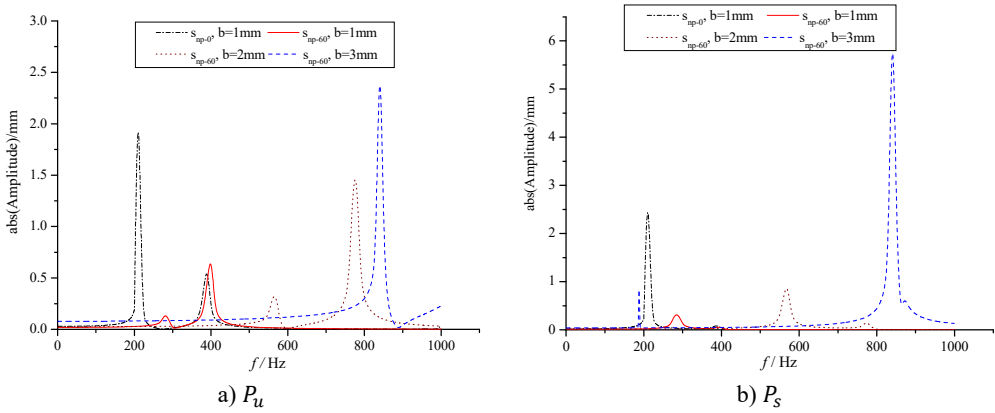 s_np-0, b=1mm s_np-60, b=1mm
s_np-60, b=2mm s_np-60, b=3mm
abs(Amplitude)/mm
3.0
2.5
2.0
1.5
1.0
0.5
0.0
0 200 400 600 800 1000
f / Hz
a) P_u
s_np-0, b=1mm s_np-60, b=1mm
s_np-60, b=2mm s_np-60, b=3mm
abs(Amplitude)/mm
6
5
4
3
2
1
0
0 200 400 600 800 1000
f / Hz
b) P_s